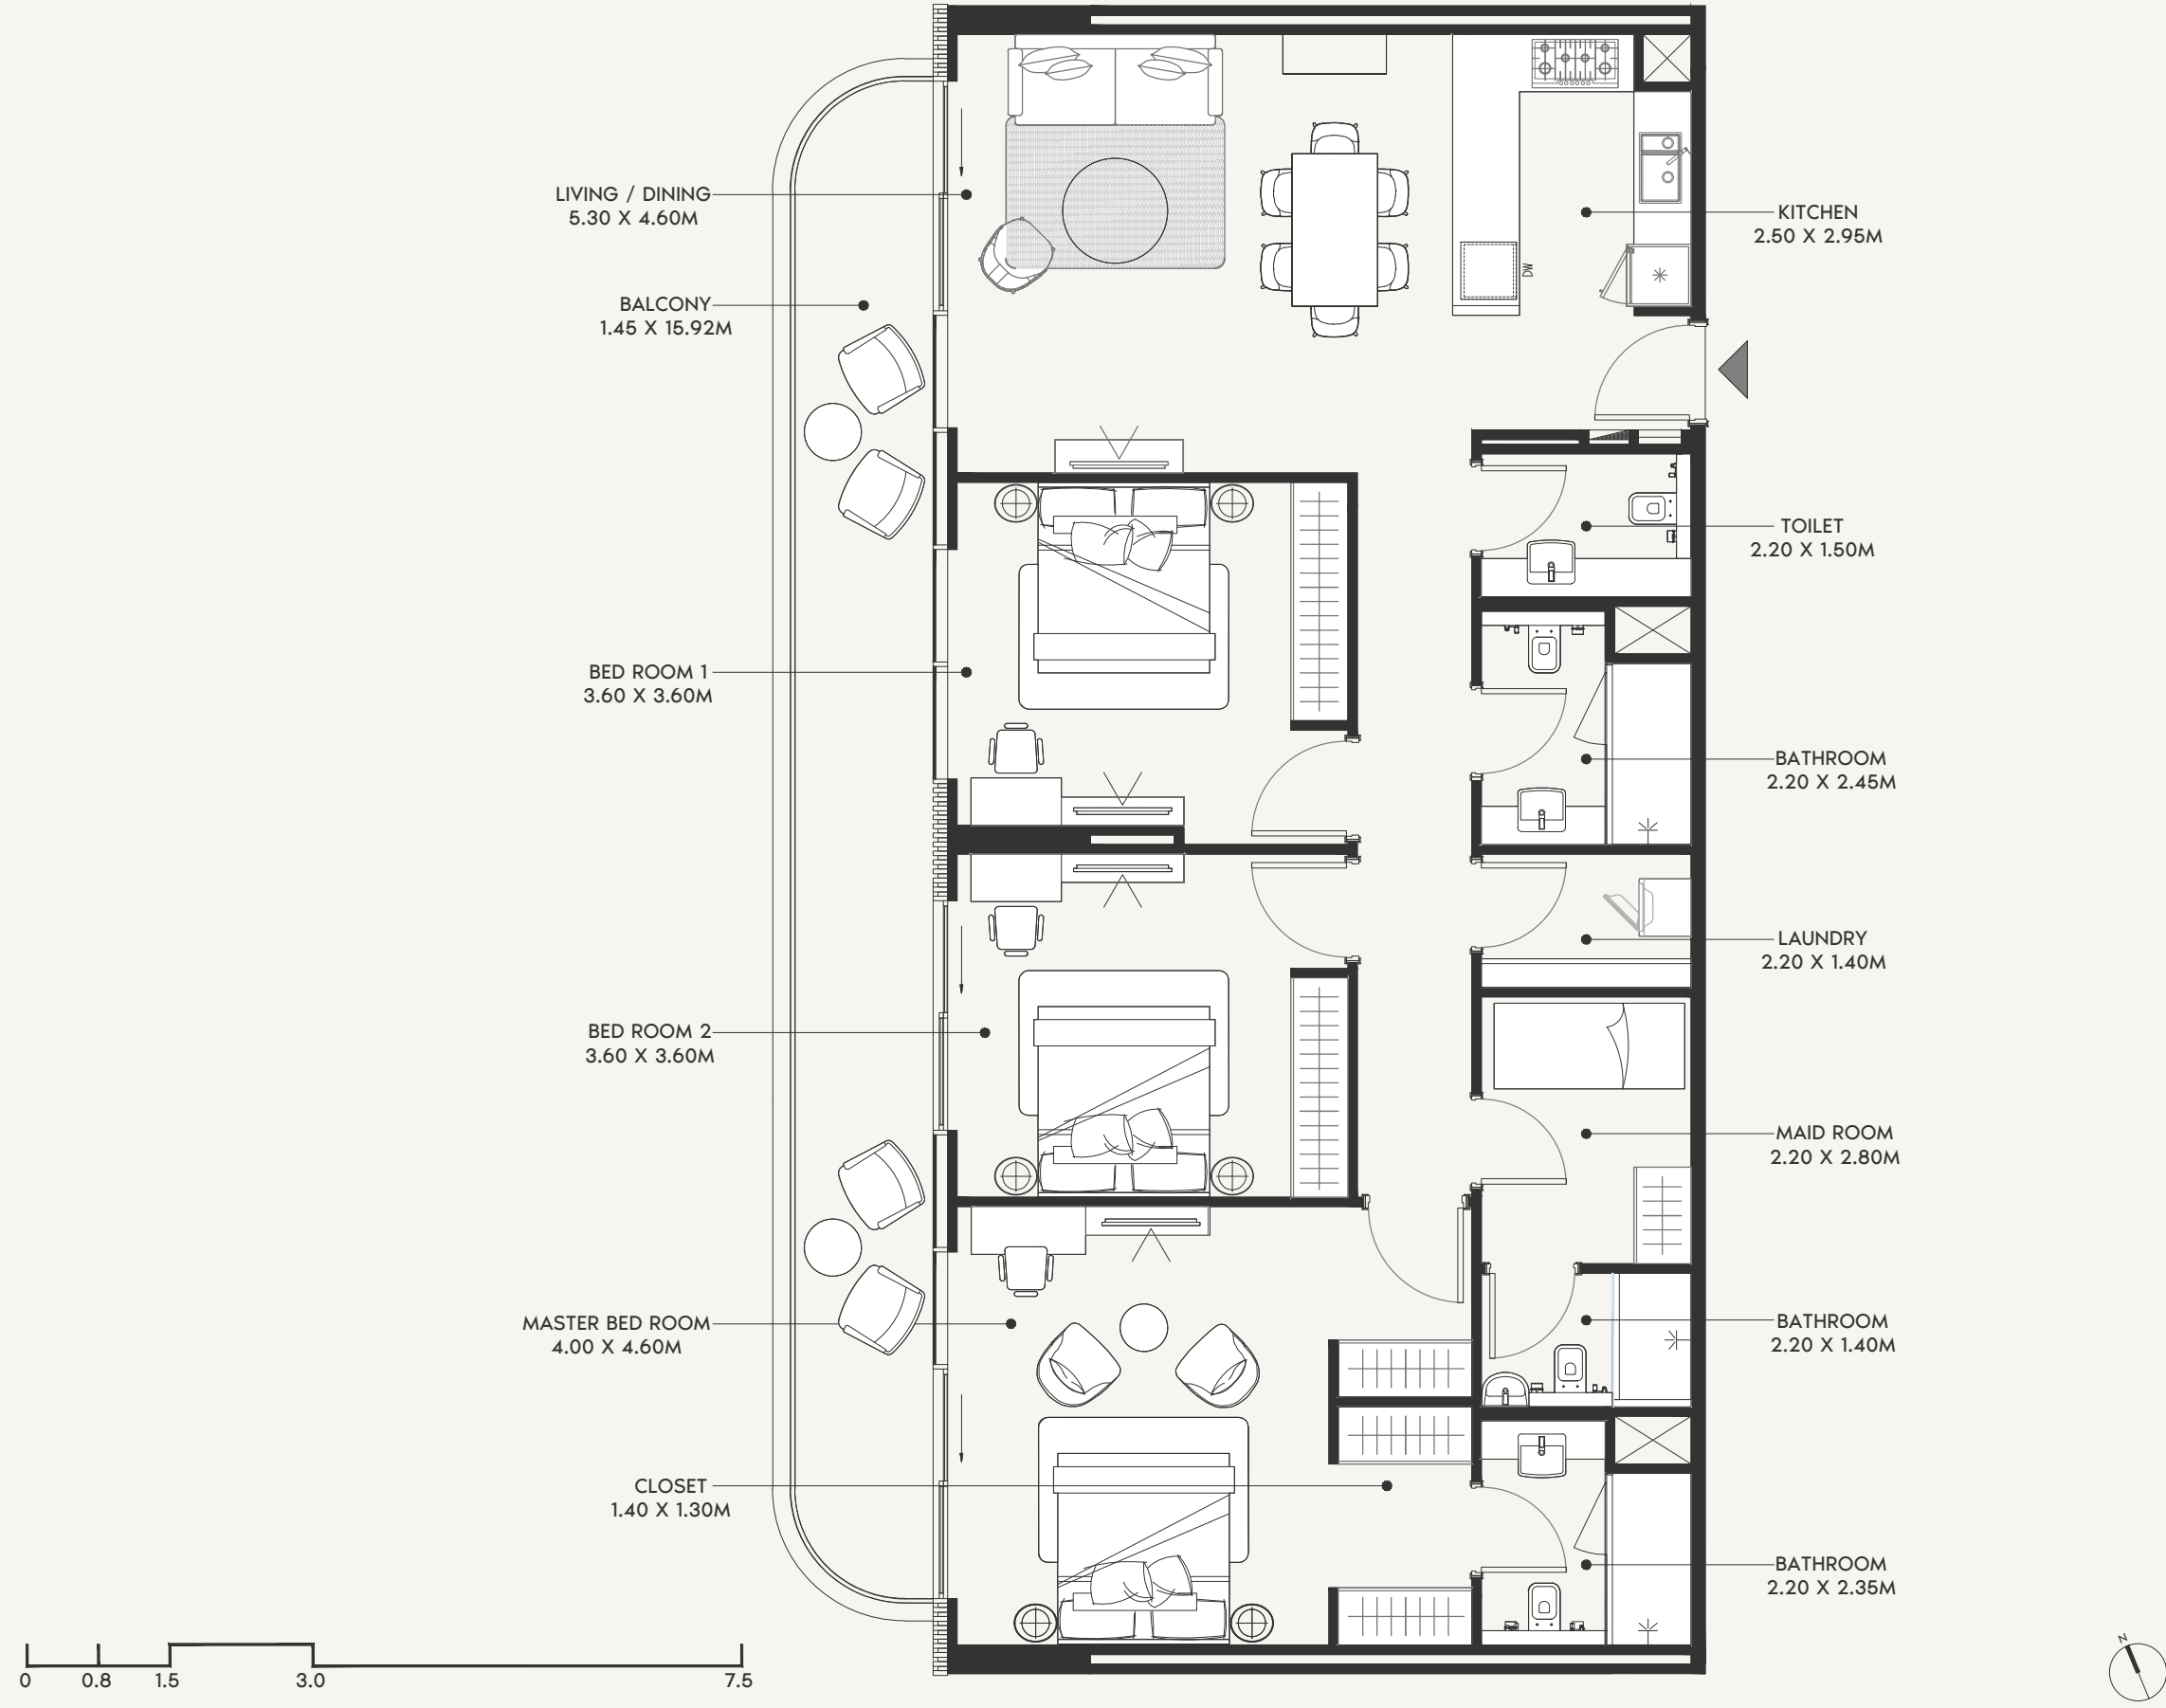 LIVING / DINING
5.30 X 4.60M
BALCONY
1.45 X 15.92M
BED ROOM 1
3.60 X 3.60M
BED ROOM 2
3.60 X 3.60M
MASTER BED ROOM
4.00 X 4.60M
CLOSET
1.40 X 1.30M
KITCHEN
2.50 X 2.95M
DW
TOILET
2.20 X 1.50M
BATHROOM
2.20 X 2.45M
LAUNDRY
2.20 X 1.40M
MAID ROOM
2.20 X 2.80M
BATHROOM
2.20 X 1.40M
BATHROOM
2.20 X 2.35M
0 0.8 1.5 3.0 7.5
N